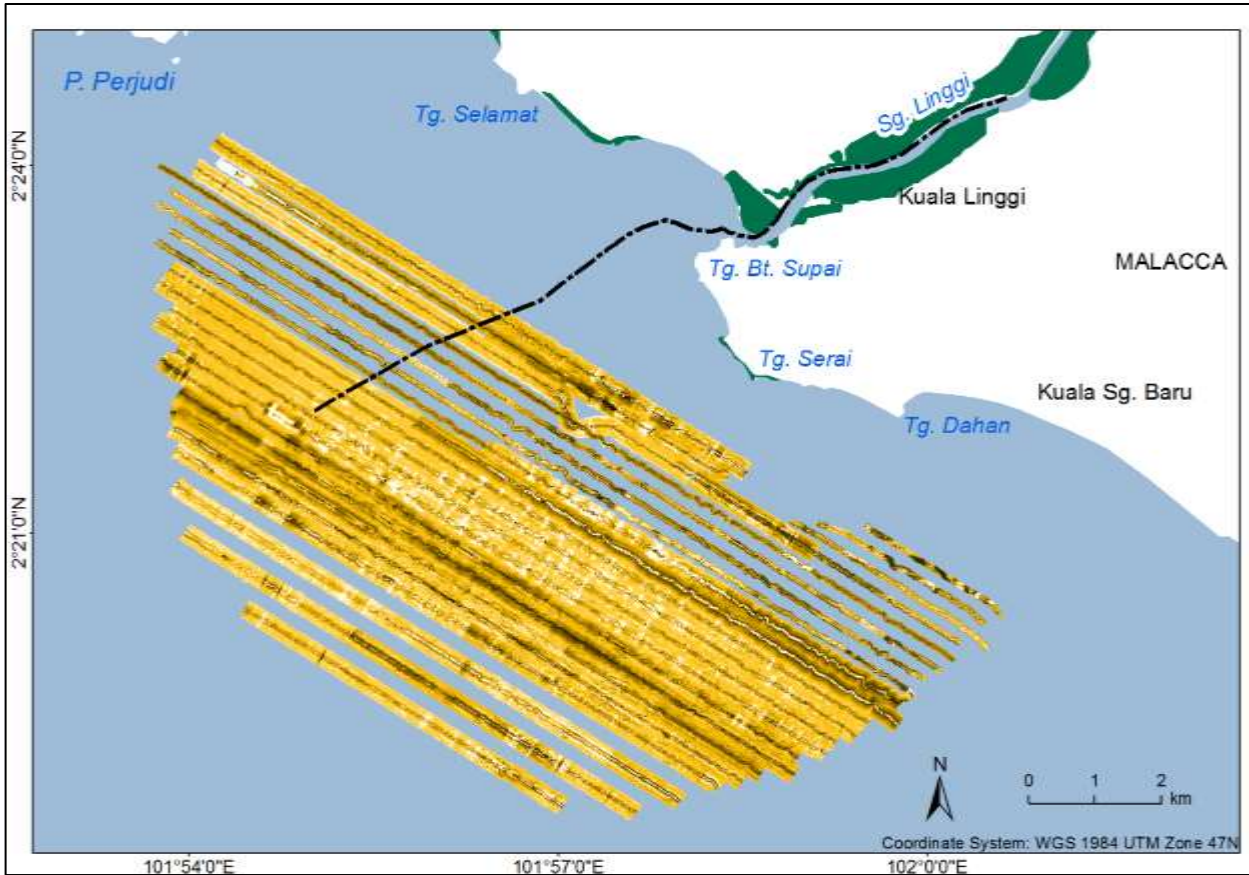 P. Perjudi
Tg. Selamat
Sg. Linggi
2°24'0"N
Kuala Linggi
Tg. Bt. Supai
MALACCA
Tg. Serai
Kuala Sg. Baru
Tg. Dahan
2°21'0"N
N
0 1 2
km
Coordinate System: WGS 1984 UTM Zone 47N
101°54'0"E 101°57'0"E 102°0'0"E